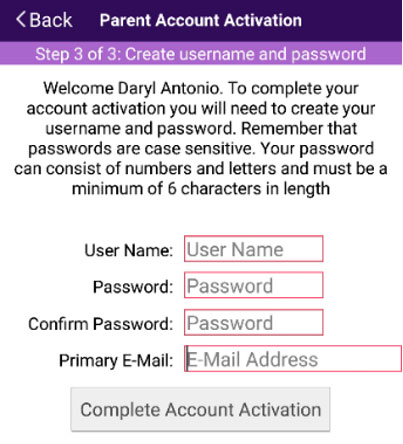 <Back Parent Account Activation
Step 3 of 3: Create username and password
Welcome Daryl Antonio. To complete your
account activation you will need to create your
username and password. Remember that
passwords are case sensitive. Your password
can consist of numbers and letters and must be a
minimum of 6 characters in length
User Name: User Name
Password: Password
Confirm Password: Password
Primary E-Mail: E-Mail Address
Complete Account Activation